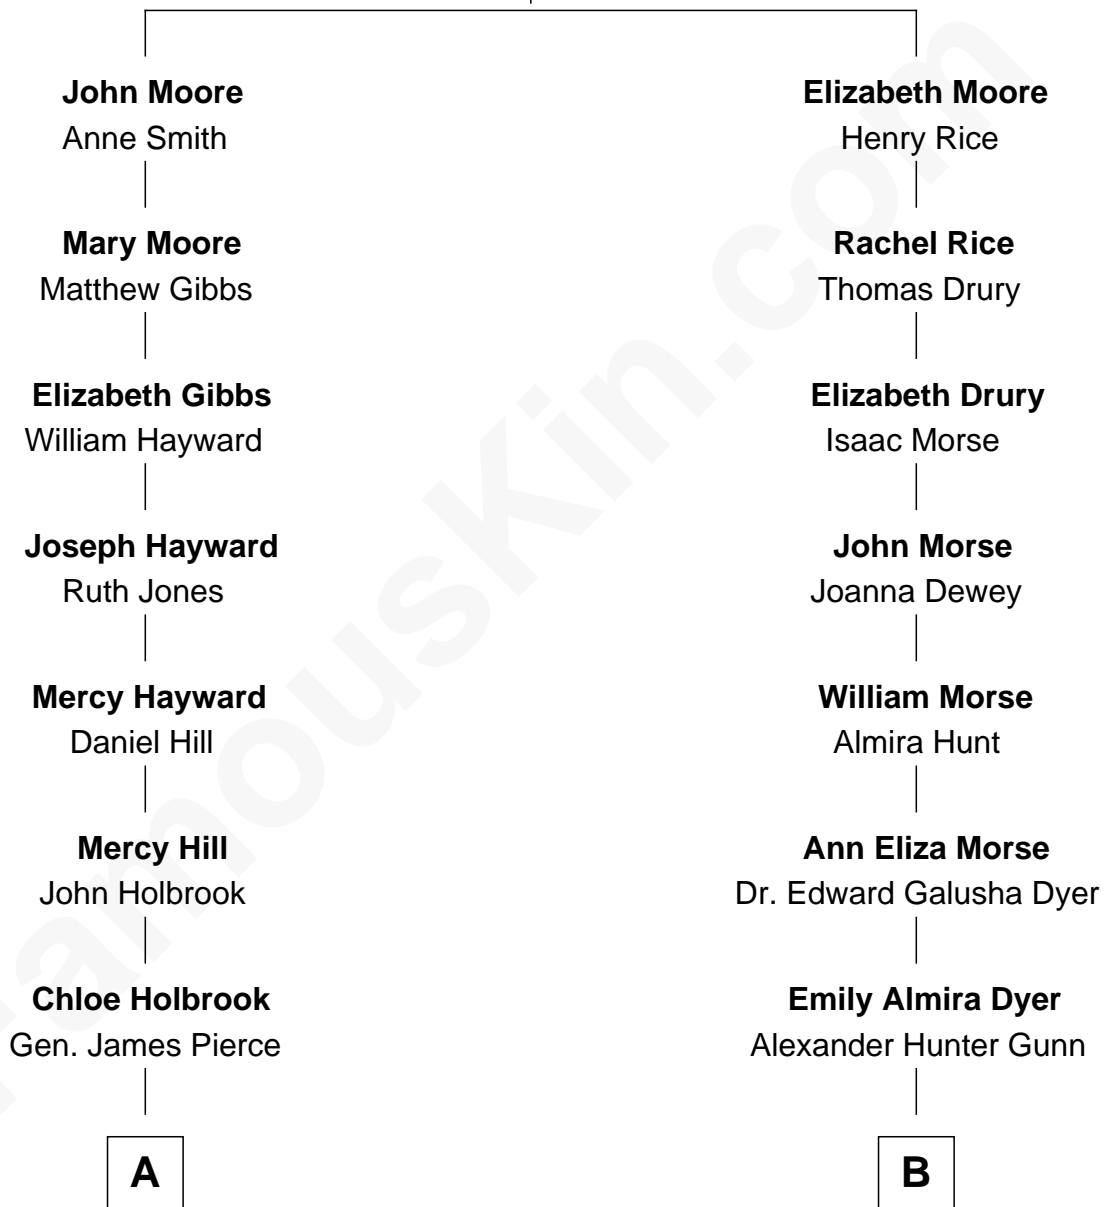 John Moore
Anne Smith
Mary Moore
Matthew Gibbs
Elizabeth Gibbs
William Hayward
Joseph Hayward
Ruth Jones
Mercy Hayward
Daniel Hill
Mercy Hill
John Holbrook
Chloe Holbrook
Gen. James Pierce
A
Elizabeth Moore
Henry Rice
Rachel Rice
Thomas Drury
Elizabeth Drury
Isaac Morse
John Morse
Joanna Dewey
William Morse
Almira Hunt
Ann Eliza Morse
Dr. Edward Galusha Dyer
Emily Almira Dyer
Alexander Hunter Gunn
B
FamousKin.com